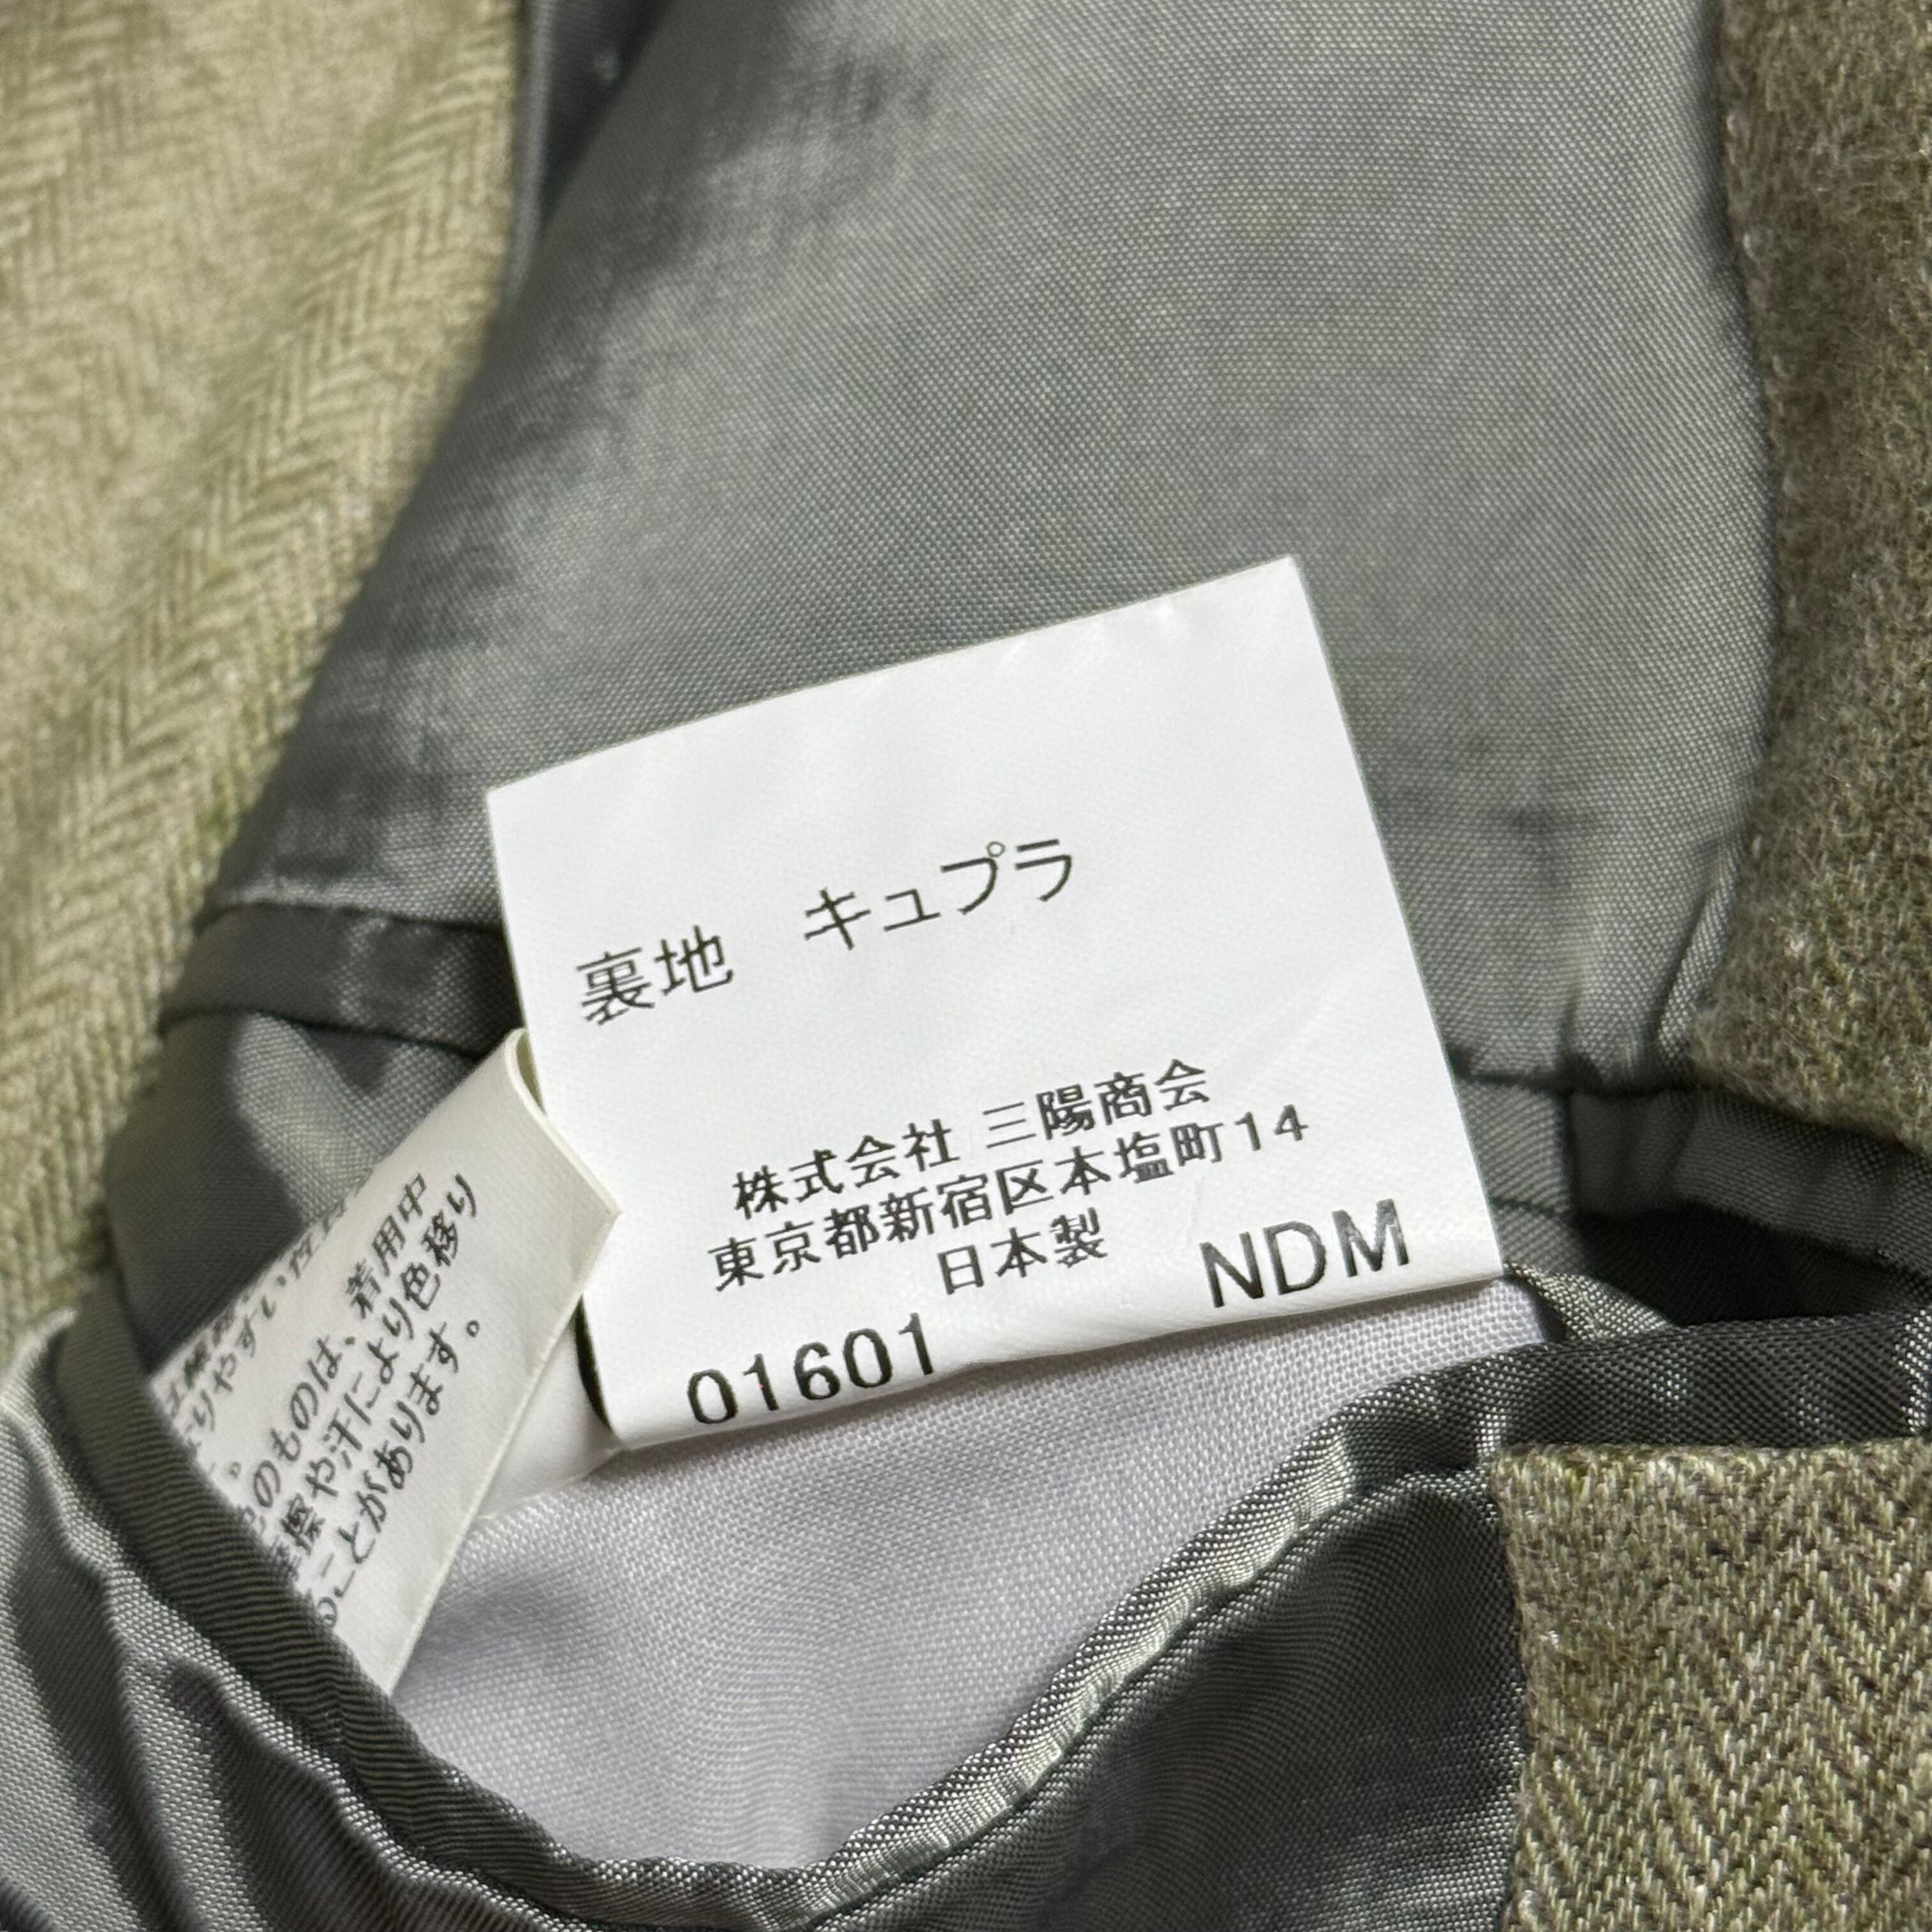 裏地　キュプラ
株式会社 三陽商会
東京都新宿区本塩町14
日本製
NDM
01601
りやすい
のものは、着用中
擦や汗により色移り
ことがあります。